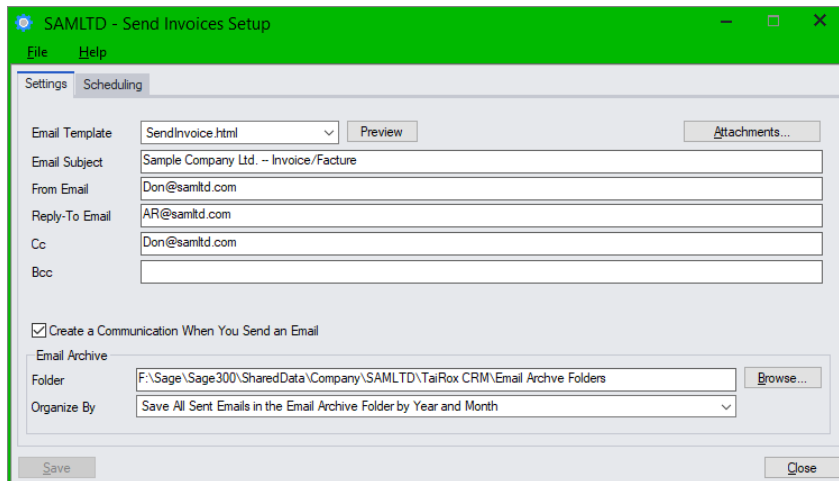 SAMLTD - Send Invoices Setup
File Help
Settings Scheduling
Email Template SendInvoice.html Preview Attachments...
Email Subject Sample Company Ltd. -- Invoice/Facture
From Email Don@samltd.com
Reply-To Email AR@samltd.com
Cc Don@samltd.com
Bcc
Create a Communication When You Send an Email
Email Archive
Folder F:\Sage\Sage300\SharedData\Company\SAMLTD\TaiRox CRM\Email Archve Folders Browse...
Organize By Save All Sent Emails in the Email Archive Folder by Year and Month
Save Close